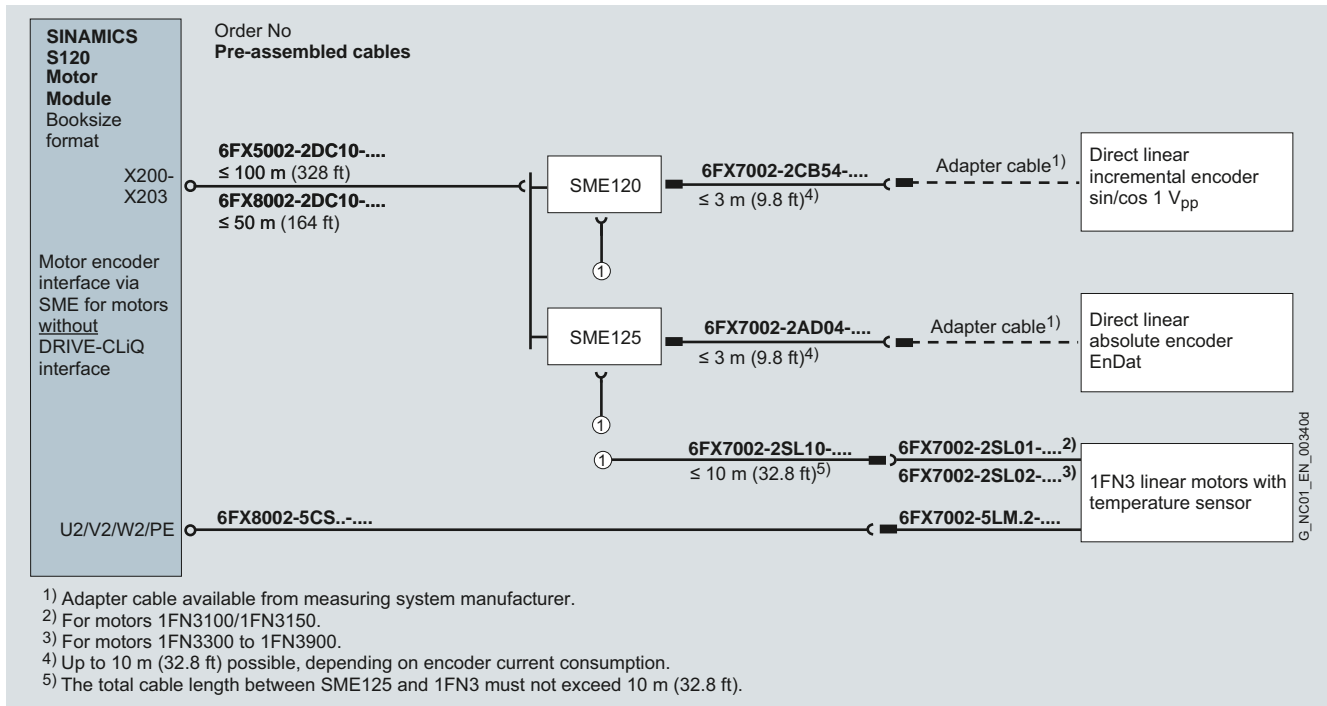 SINAMICS
S120
Motor
Module
Booksize
format
X200-
X203
Motor encoder
interface via
SME for motors
without
DRIVE-CLiQ
interface
U2/V2/W2/PE
Order No
Pre-assembled cables
6FX5002-2DC10-....
≤ 100 m (328 ft)
6FX8002-2DC10-....
≤ 50 m (164 ft)
SME120
6FX7002-2CB54-....
≤ 3 m (9.8 ft)4)
Adapter cable1)
Direct linear
incremental encoder
sin/cos 1 Vpp
1
SME125
6FX7002-2AD04-....
≤ 3 m (9.8 ft)4)
Adapter cable1)
Direct linear
absolute encoder
EnDat
1
1
6FX7002-2SL10-....
≤ 10 m (32.8 ft)5)
6FX7002-2SL01-....2)
6FX7002-2SL02-....3)
1FN3 linear motors with
temperature sensor
6FX8002-5CS..-....
6FX7002-5LM.2-....
G_NC01_EN_00340d
1) Adapter cable available from measuring system manufacturer.
2) For motors 1FN3100/1FN3150.
3) For motors 1FN3300 to 1FN3900.
4) Up to 10 m (32.8 ft) possible, depending on encoder current consumption.
5) The total cable length between SME125 and 1FN3 must not exceed 10 m (32.8 ft).